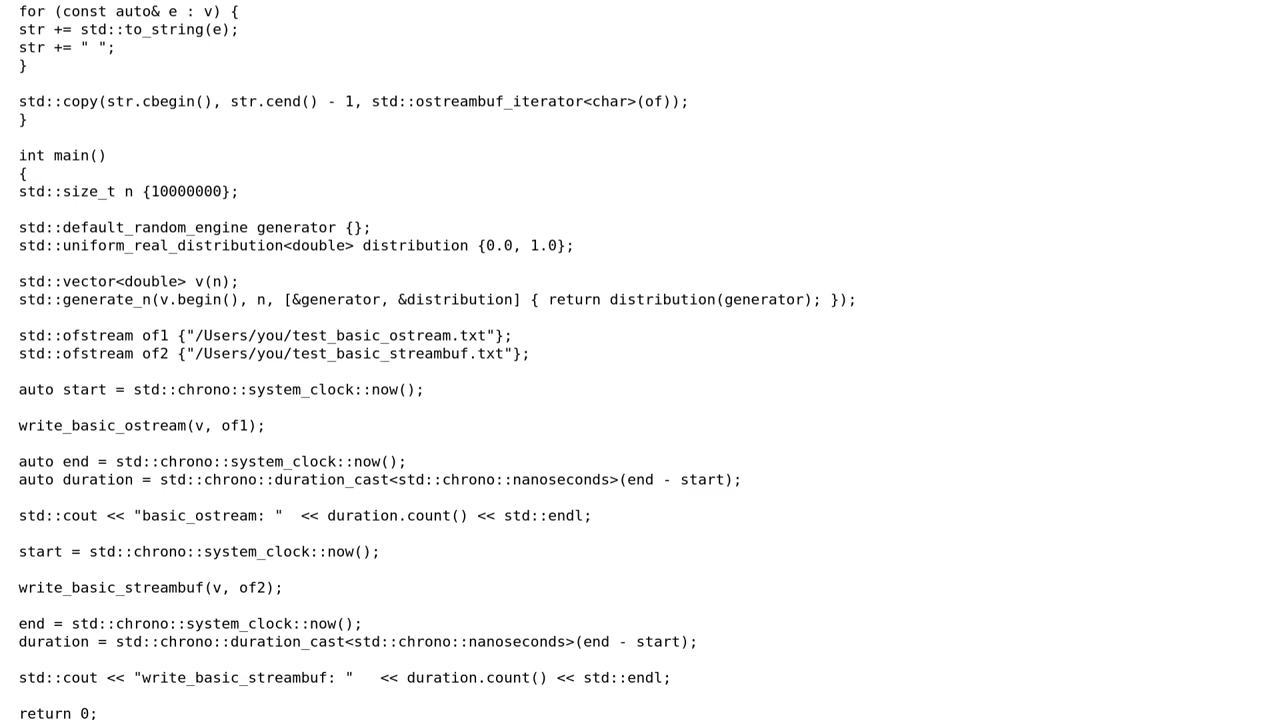 for (const auto& e : v) {
str += std::to_string(e);
str += " ";
}

std::copy(str.cbegin(), str.cend() - 1, std::ostreambuf_iterator<char>(of));
}

int main()
{
std::size_t n {10000000};

std::default_random_engine generator {};
std::uniform_real_distribution<double> distribution {0.0, 1.0};

std::vector<double> v(n);
std::generate_n(v.begin(), n, [&generator, &distribution] { return distribution(generator); });

std::ofstream of1 {"/Users/you/test_basic_ostream.txt"};
std::ofstream of2 {"/Users/you/test_basic_streambuf.txt"};

auto start = std::chrono::system_clock::now();

write_basic_ostream(v, of1);

auto end = std::chrono::system_clock::now();
auto duration = std::chrono::duration_cast<std::chrono::nanoseconds>(end - start);

std::cout << "basic_ostream: "  << duration.count() << std::endl;

start = std::chrono::system_clock::now();

write_basic_streambuf(v, of2);

end = std::chrono::system_clock::now();
duration = std::chrono::duration_cast<std::chrono::nanoseconds>(end - start);

std::cout << "write_basic_streambuf: "   << duration.count() << std::endl;

return 0;